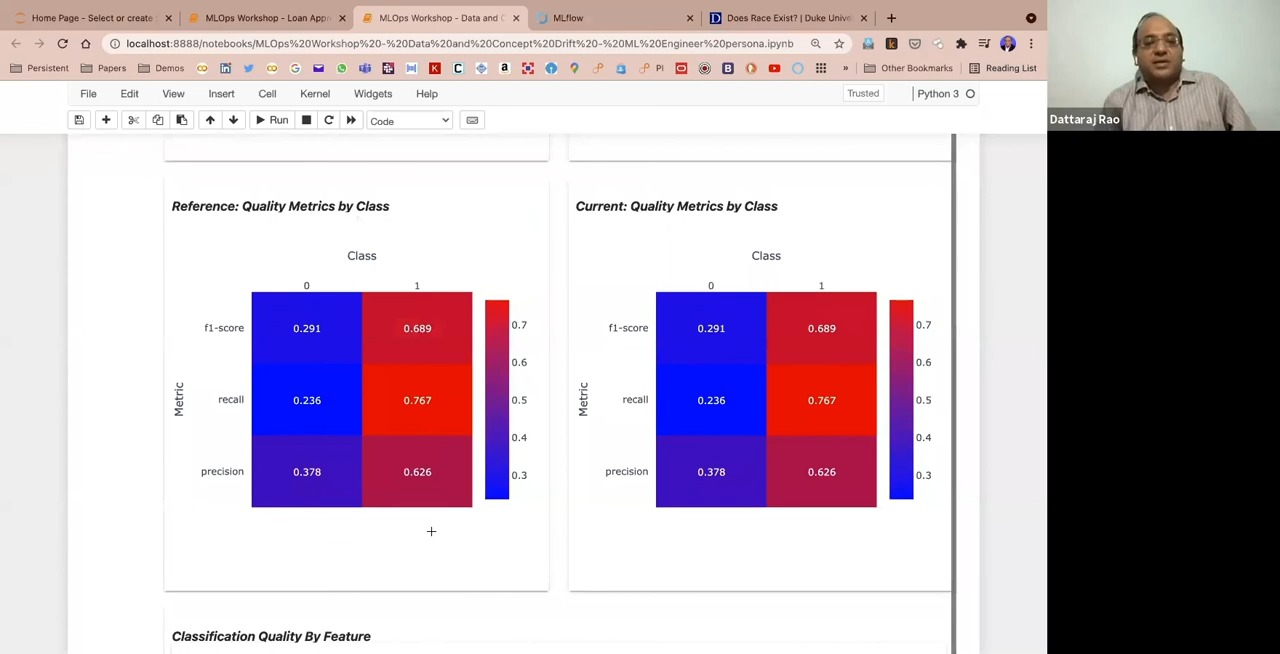 Home Page - Select or create
MLOps Workshop - Loan Appr
MLOps Workshop - Data and C
MLflow
Does Race Exist? | Duke Unive
localhost:8888/notebooks/MLOps%20Workshop%20-%20Data%20and%20Concept%20Drift%20-%20ML%20Engineer%20persona.ipynb
Persistent
Papers
Demos
PI
»
Other Bookmarks
Reading List
File
Edit
View
Insert
Cell
Kernel
Widgets
Help
Trusted
Python 3
Run
Code
Dattaraj Rao
Reference: Quality Metrics by Class
Class
0 1
f1-score 0.291 0.689
recall 0.236 0.767
precision 0.378 0.626
Metric
0.7
0.6
0.5
0.4
0.3
Current: Quality Metrics by Class
Class
0 1
f1-score 0.291 0.689
recall 0.236 0.767
precision 0.378 0.626
Metric
0.7
0.6
0.5
0.4
0.3
Classification Quality By Feature